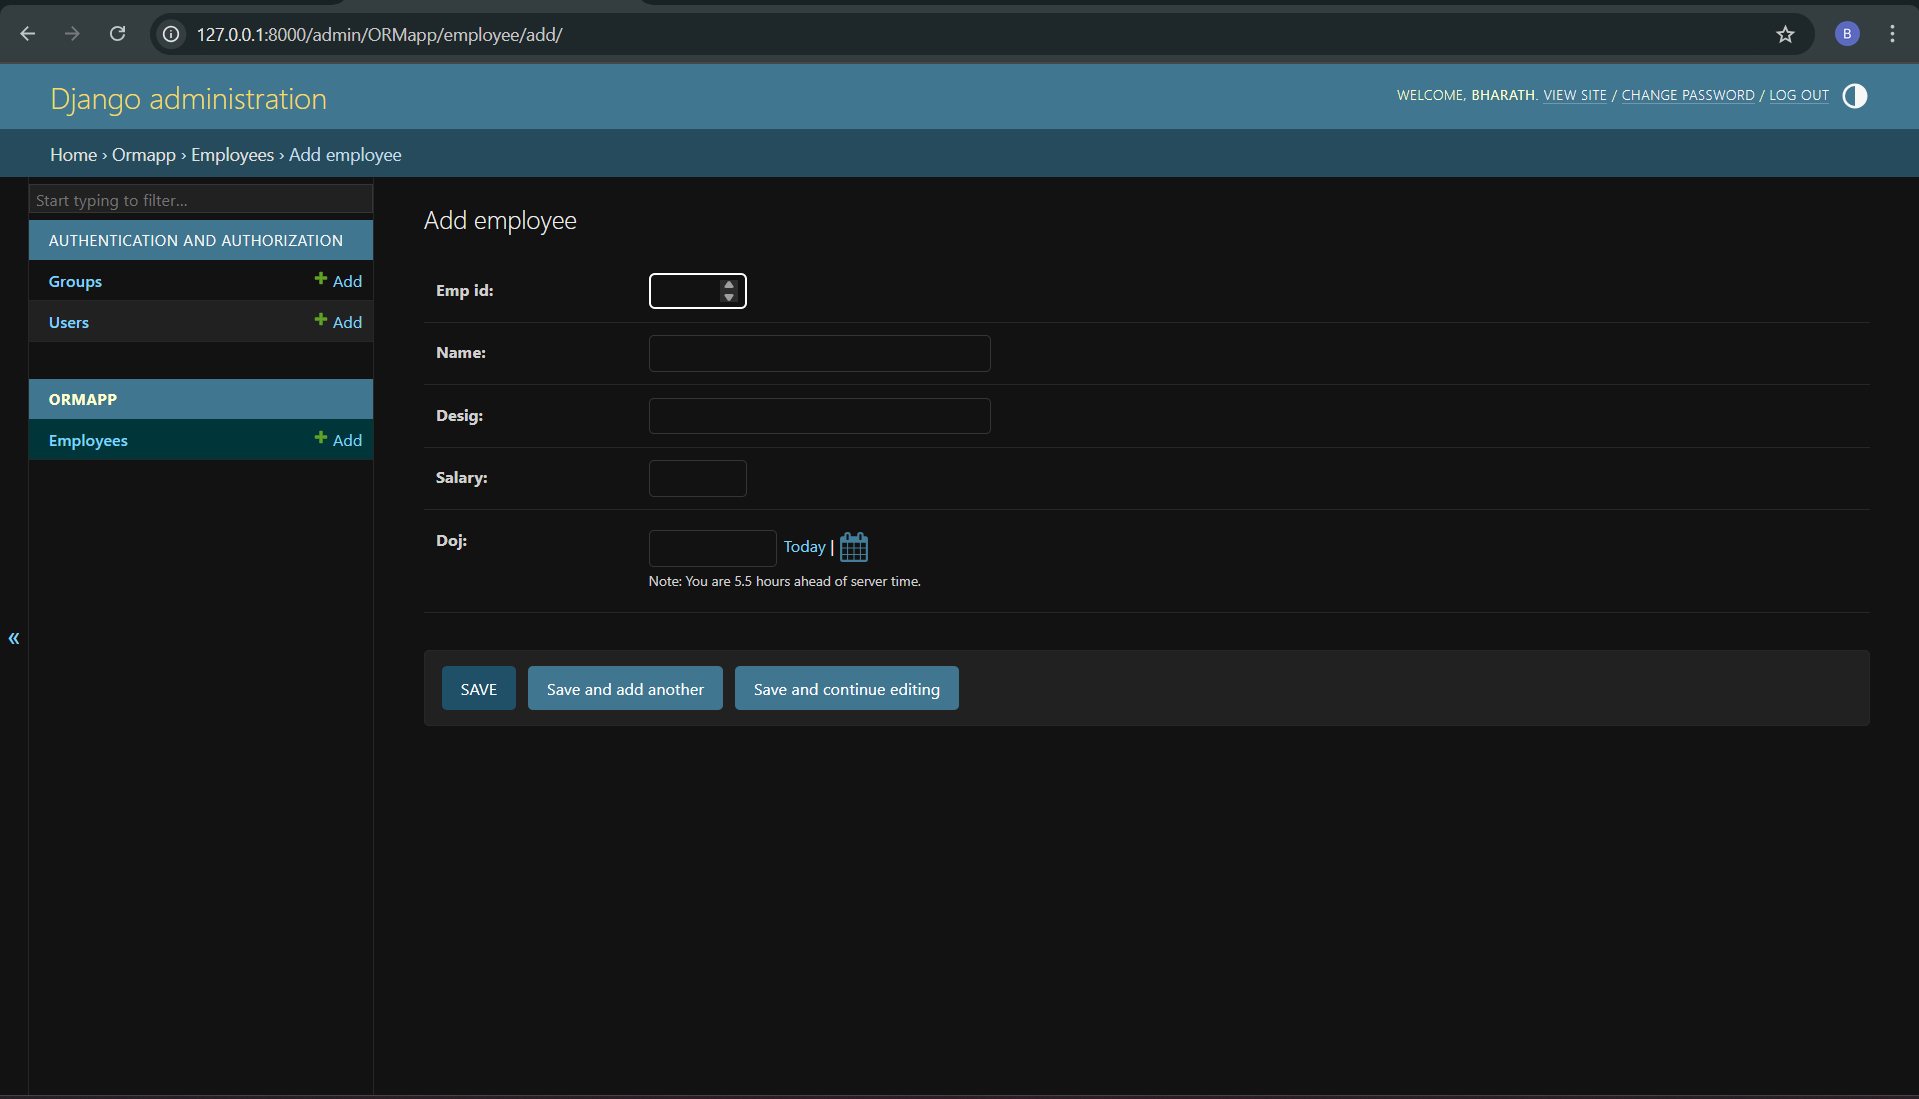 127.0.0.1:8000/admin/ORMapp/employee/add/
B
Django administration
WELCOME, BHARATH. VIEW SITE / CHANGE PASSWORD / LOG OUT
Home › Ormapp › Employees › Add employee
Start typing to filter...
AUTHENTICATION AND AUTHORIZATION
Groups
Add
Users
Add
ORMAPP
Employees
Add
«
Add employee
Emp id:
Name:
Desig:
Salary:
Doj:
Today |
Note: You are 5.5 hours ahead of server time.
SAVE
Save and add another
Save and continue editing